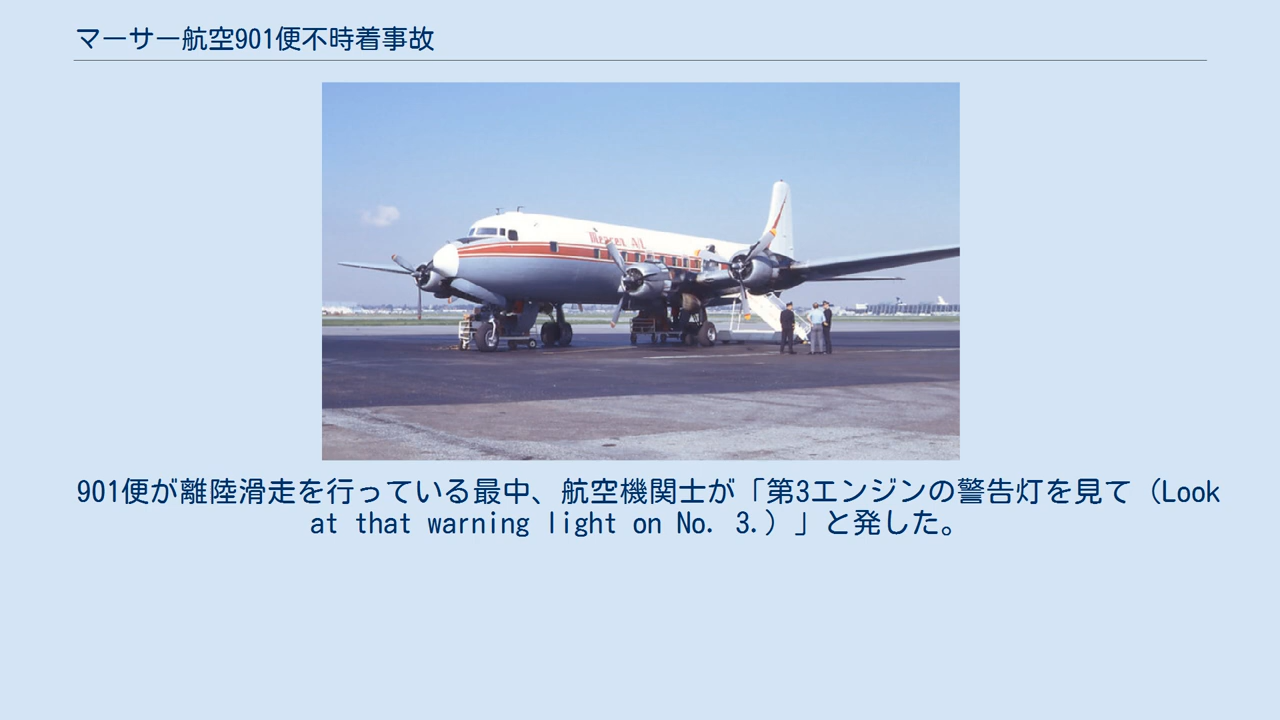 マーサー航空901便不時着事故
Mercer A/L
901便が離陸滑走を行っている最中、航空機関士が「第3エンジンの警告灯を見て（Look
at that warning light on No. 3.）」と発した。